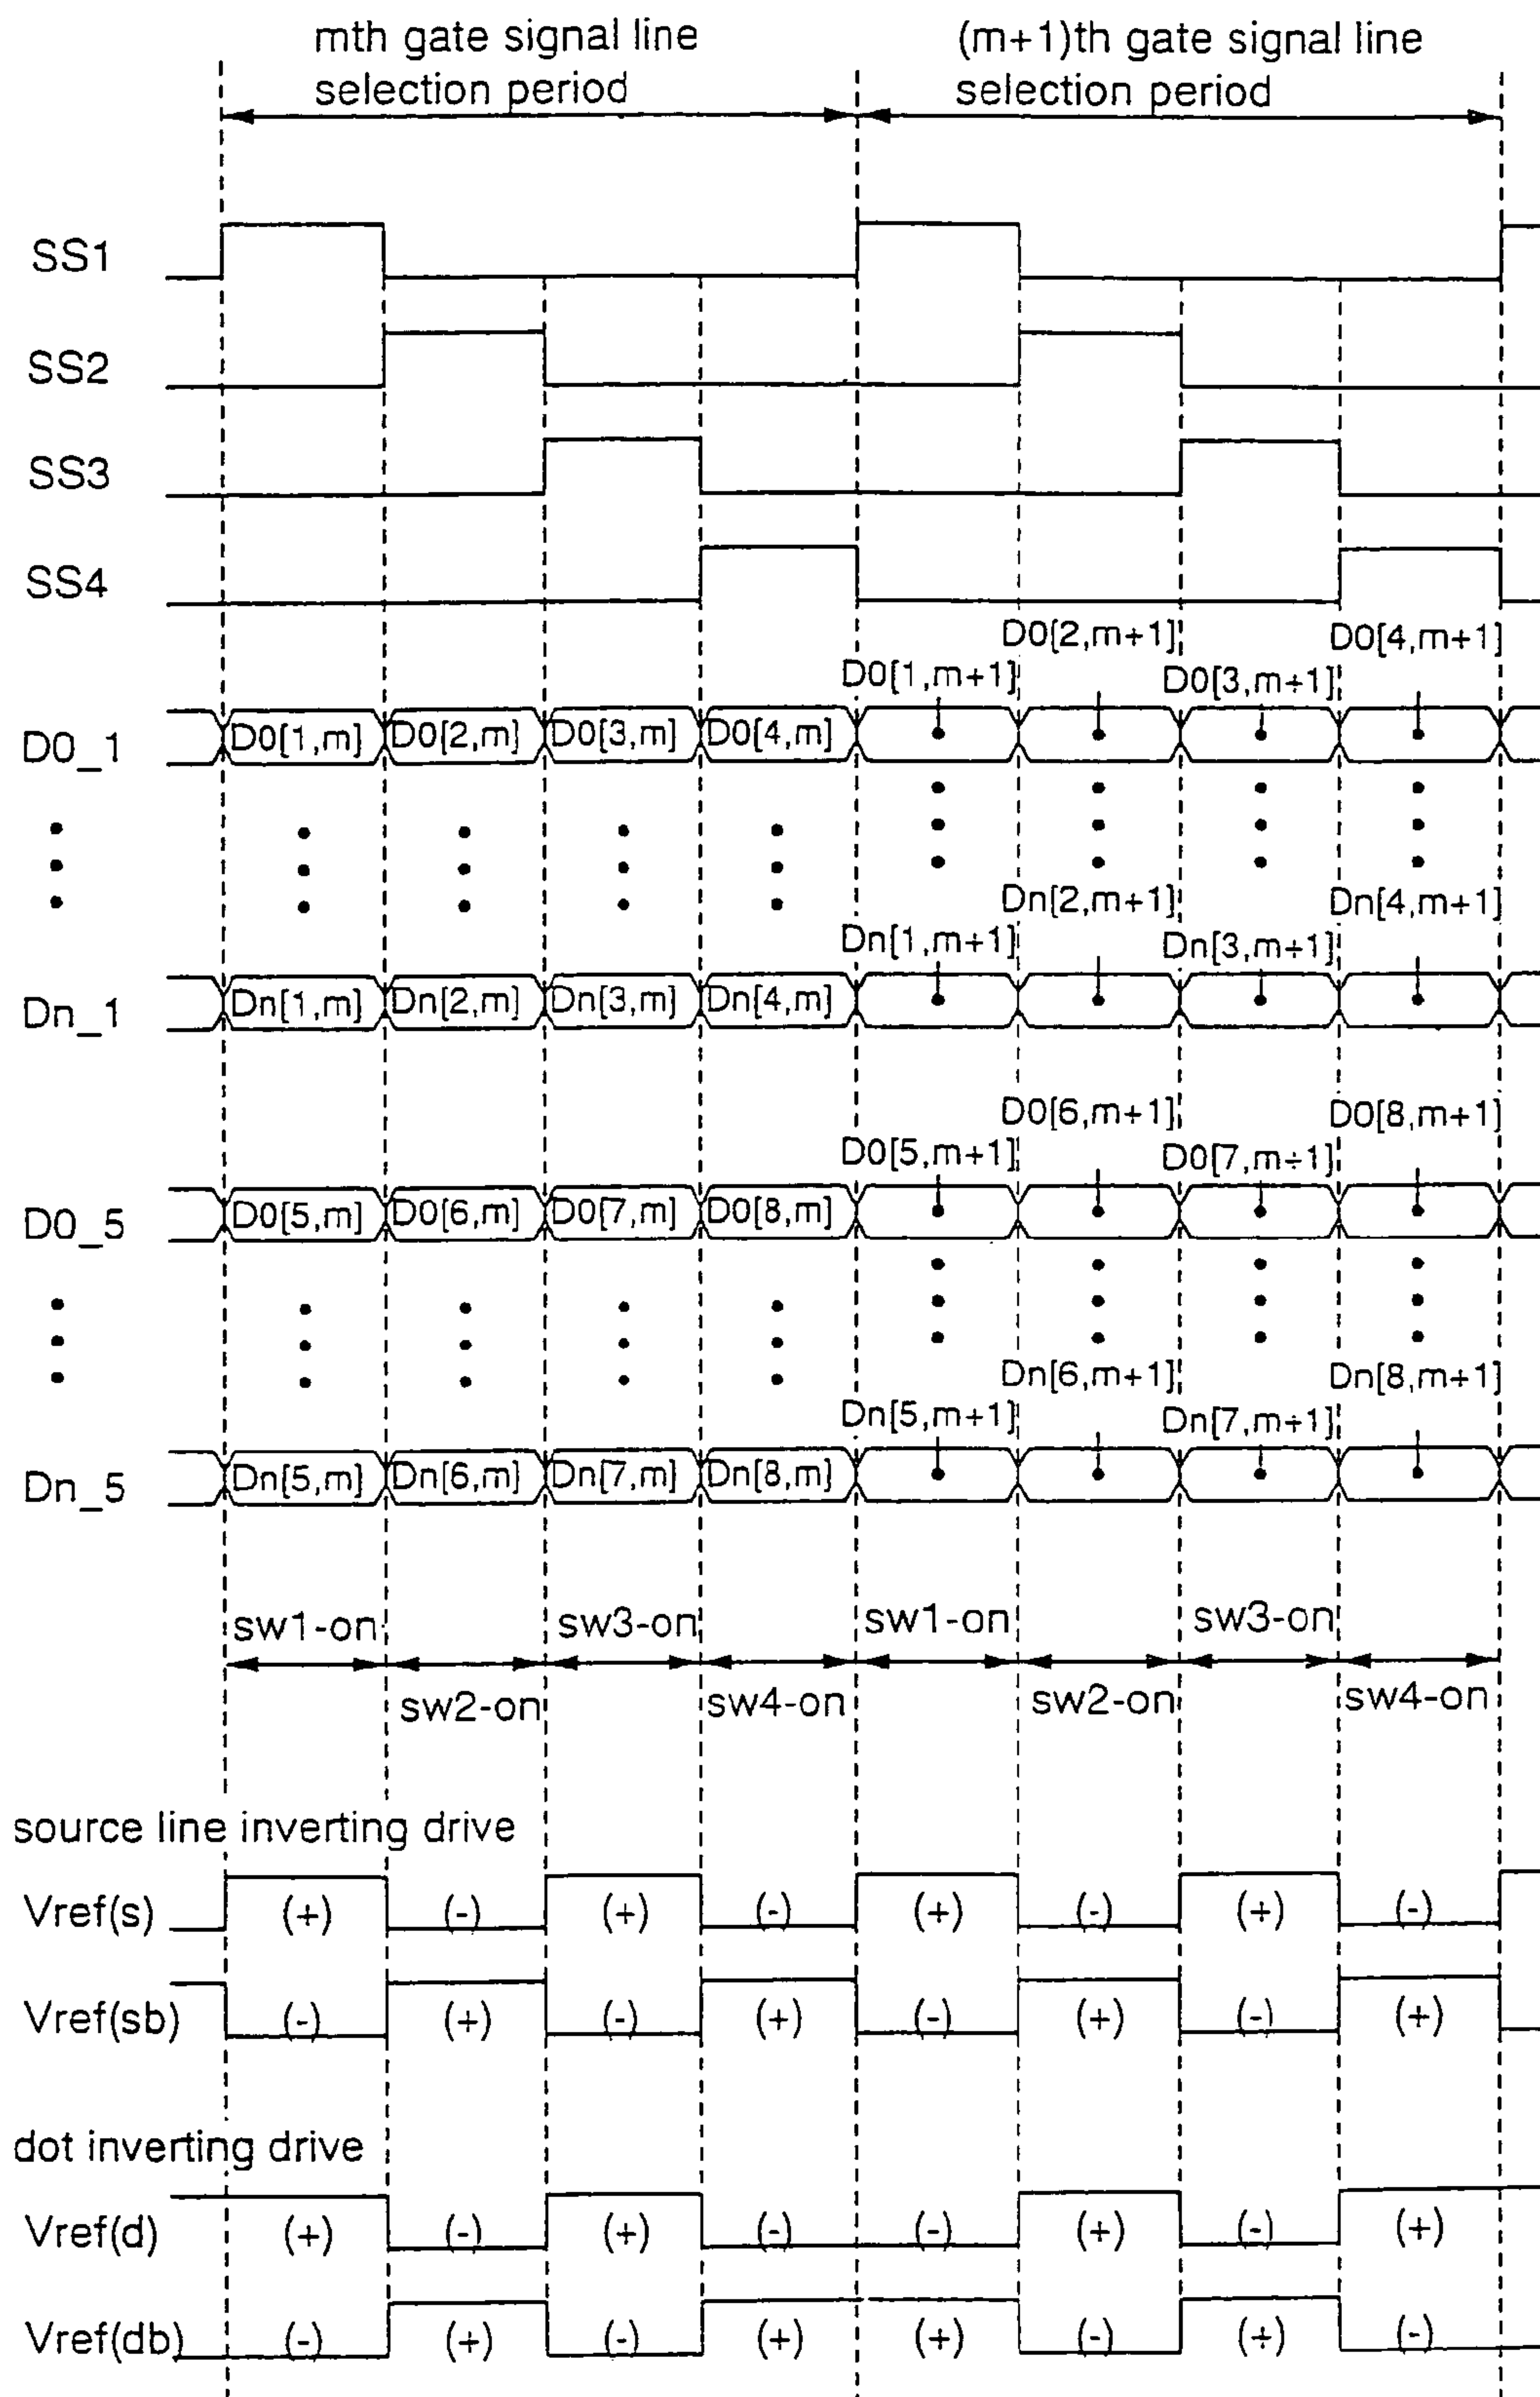 mth gate signal line
selection period
(m+1)th gate signal line
selection period
SS1
SS2
SS3
SS4
D0[2,m+1]
D0[4,m+1]
D0[1,m+1]
D0[3,m+1]
D0_1
D0[1,m]
D0[2,m]
D0[3,m]
D0[4,m]
Dn[2,m+1]
Dn[4,m+1]
Dn[1,m+1]
Dn[3,m+1]
Dn_1
Dn[1,m]
Dn[2,m]
Dn[3,m]
Dn[4,m]
D0[6,m+1]
D0[8,m+1]
D0[5,m+1]
D0[7,m+1]
D0_5
D0[5,m]
D0[6,m]
D0[7,m]
D0[8,m]
Dn[6,m+1]
Dn[8,m+1]
Dn[5,m+1]
Dn[7,m+1]
Dn_5
Dn[5,m]
Dn[6,m]
Dn[7,m]
Dn[8,m]
sw1-on
sw3-on
sw1-on
sw3-on
sw2-on
sw4-on
sw2-on
sw4-on
source line inverting drive
Vref(s) (+) (-) (+) (-) (+) (-) (+) (-)
Vref(sb) (-) (+) (-) (+) (-) (+) (-) (+)
dot inverting drive
Vref(d) (+) (-) (+) (-) (-) (+) (-) (+)
Vref(db) (-) (+) (-) (+) (+) (-) (+) (-)